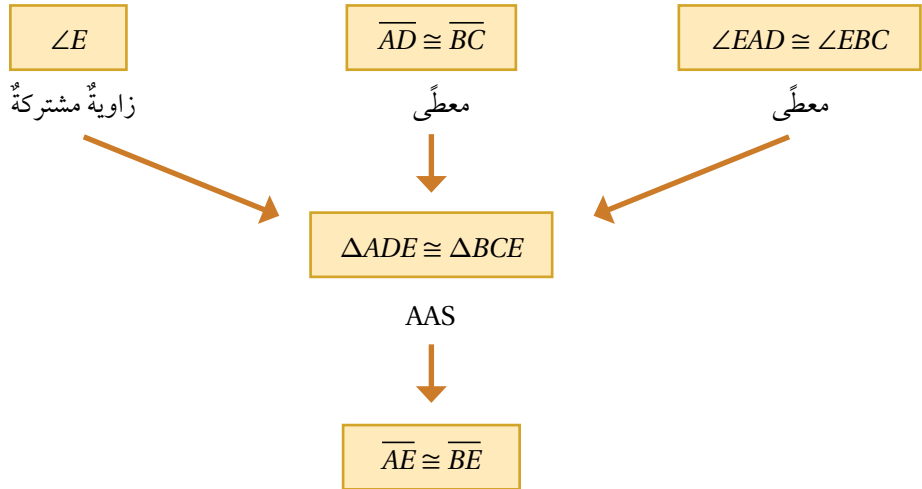 ∠E
زاويةٌ مشتركةٌ
AD ≅ BC
معطًى
∠EAD ≅ ∠EBC
معطًى
ΔADE ≅ ΔBCE
AAS
AE ≅ BE